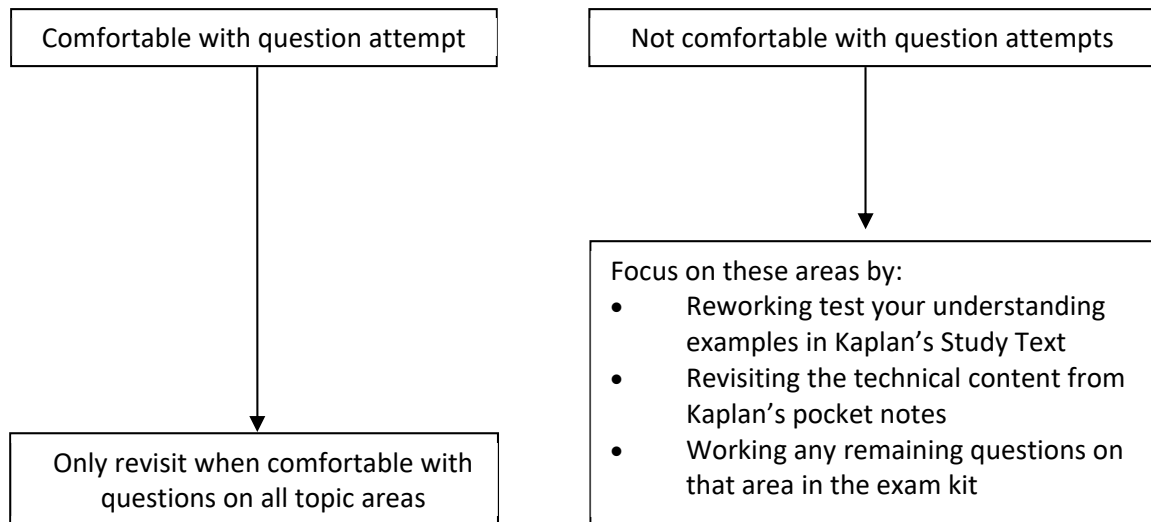 Comfortable with question attempt
Not comfortable with question attempts
Only revisit when comfortable with
questions on all topic areas
Focus on these areas by:
• Reworking test your understanding
examples in Kaplan’s Study Text
• Revisiting the technical content from
Kaplan’s pocket notes
• Working any remaining questions on
that area in the exam kit